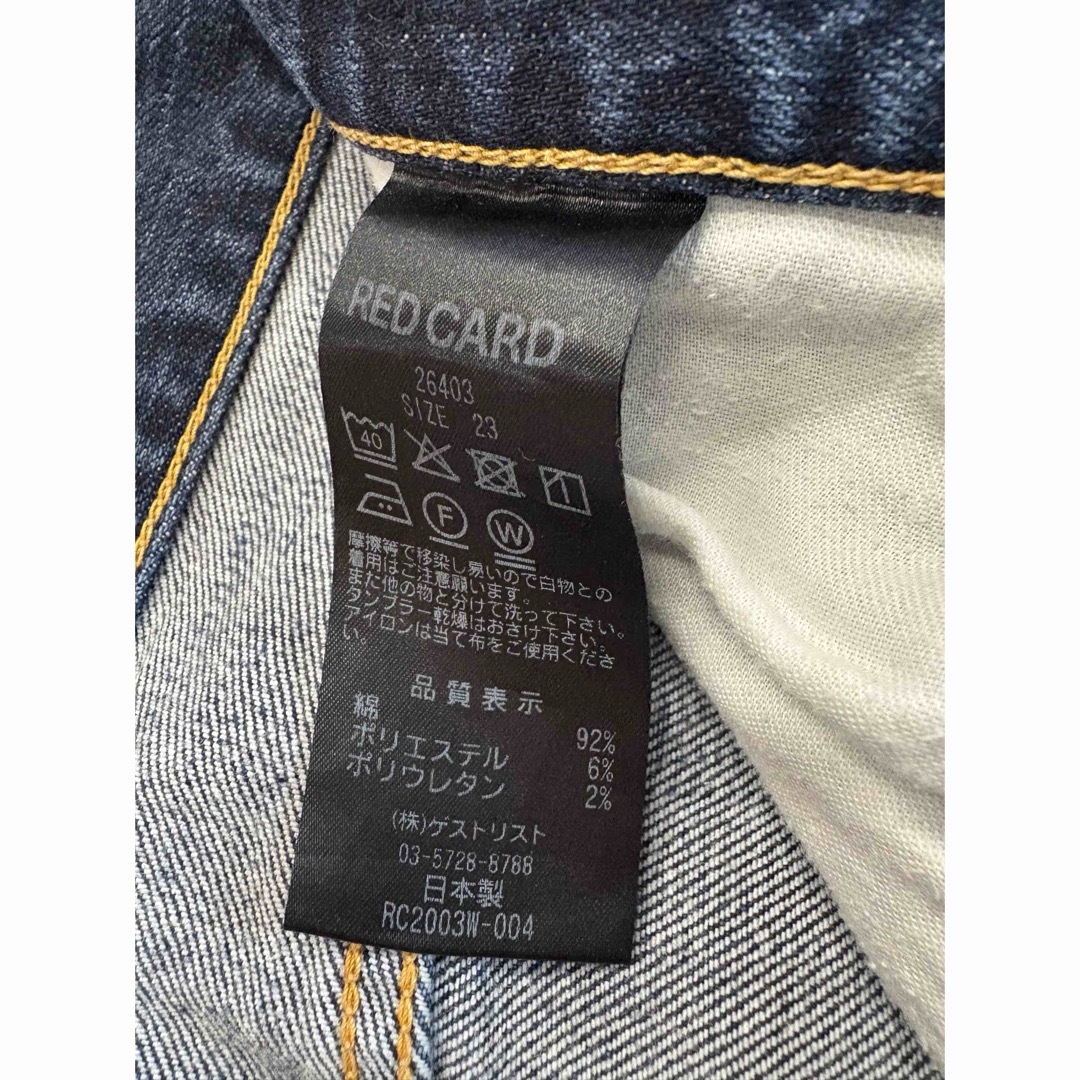 RED CARD
26403
SIZE 23
40
F W
摩擦等で移染し易いので白物との
着用はご注意願います。
また他の物と分けて洗って下さい。
タンブラー乾燥はおさけ下さい。
アイロンは当て布をご使用くださ
い。
品質表示
綿 92%
ポリエステル 6%
ポリウレタン 2%
(株)ゲストリスト
03-5728-8788
日本製
RC2003W-004